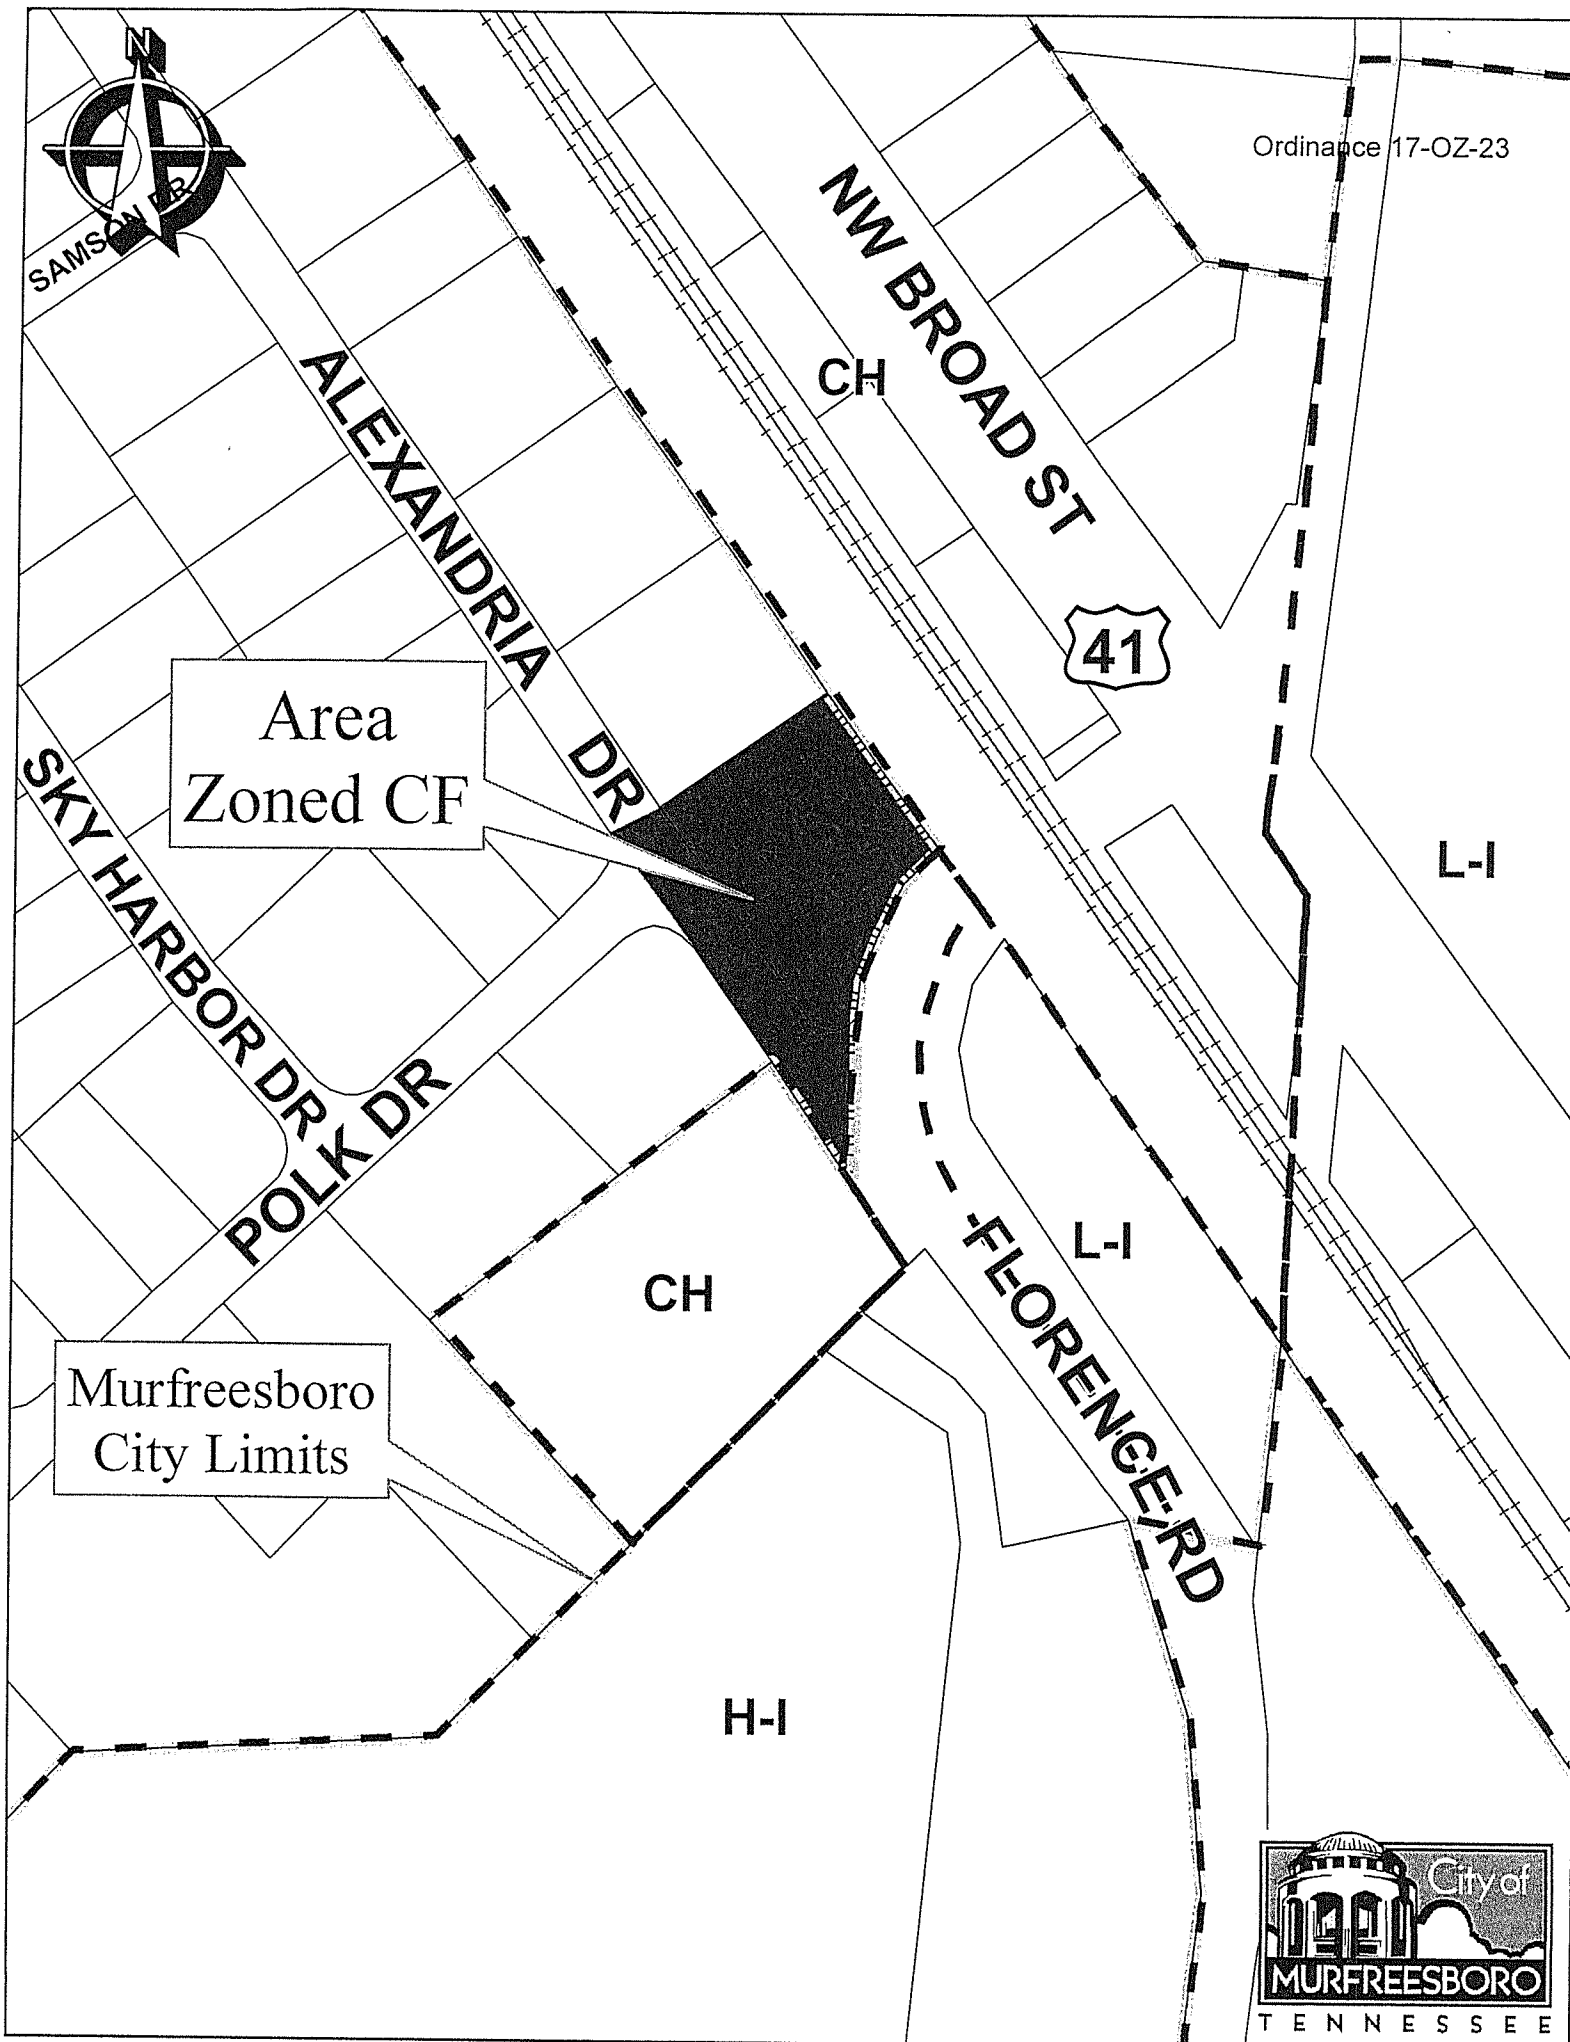 N
Ordinance 17-OZ-23
SAMSON DR
NW BROAD ST
CH
ALEXANDRIA DR
41
Area
Zoned CF
SKY HARBOR DR
L-I
POLK DR
L-I
CH
FLORENCE RD
Murfreesboro
City Limits
H-I
City of
MURFREESBORO
TENNESSEE